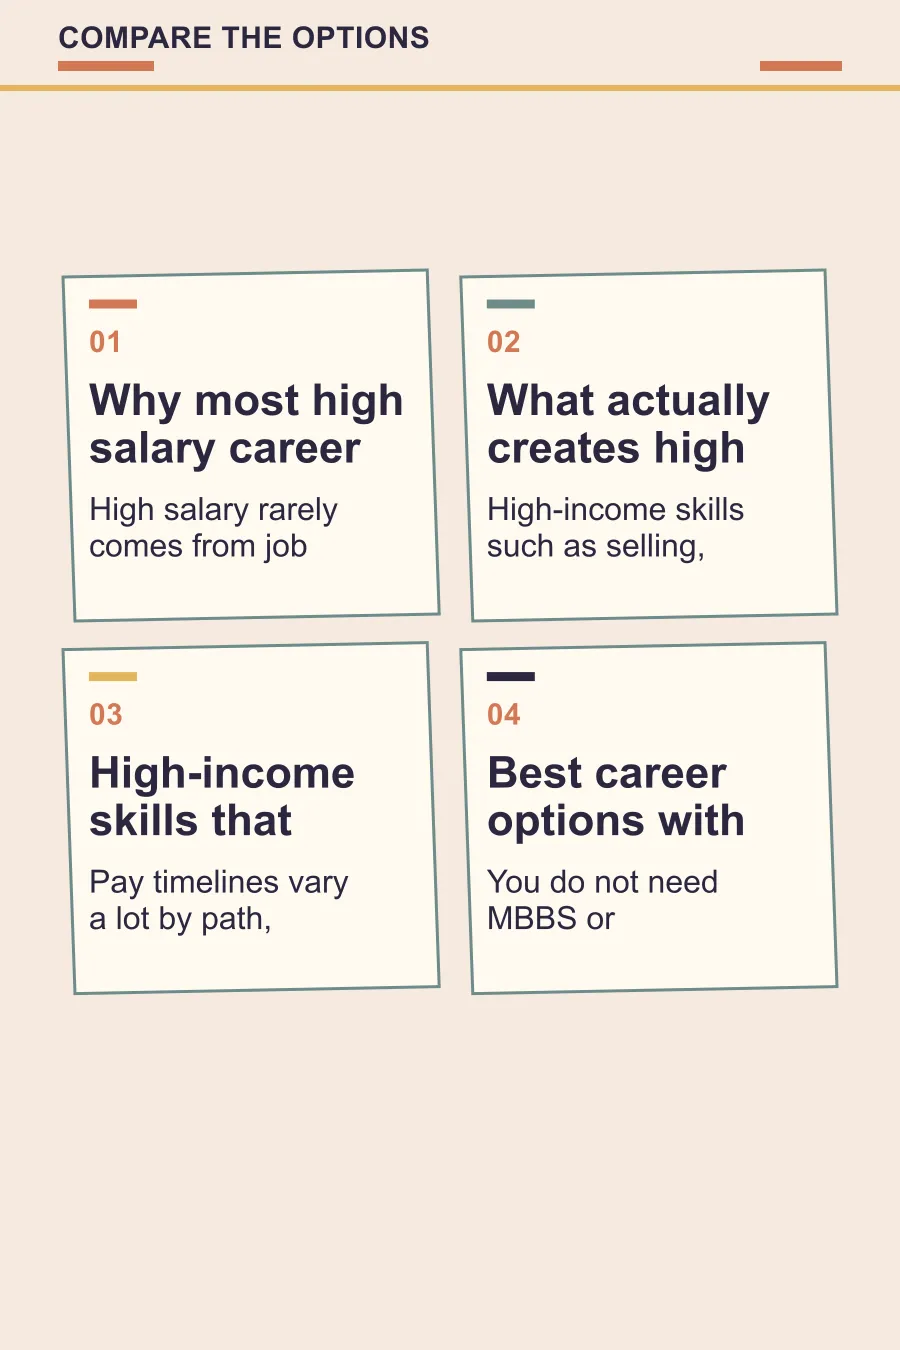 COMPARE THE OPTIONS
01
Why most high
salary career
High salary rarely
comes from job
02
What actually
creates high
High-income skills
such as selling,
03
High-income
skills that
Pay timelines vary
a lot by path,
04
Best career
options with
You do not need
MBBS or